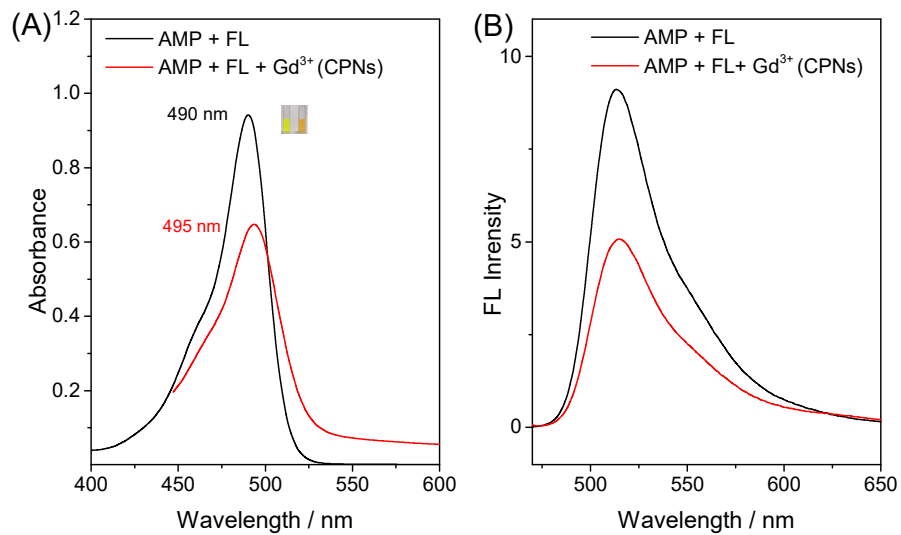 (A)
AMP + FL
AMP + FL + Gd³⁺ (CPNs)
490 nm
495 nm
1.2
1.0
0.8
0.6
0.4
0.2
Absorbance
400
450
500
550
600
Wavelength / nm
(B)
AMP + FL
AMP + FL+ Gd³⁺ (CPNs)
10
5
0
FL Inrensity
500
550
600
650
Wavelength / nm